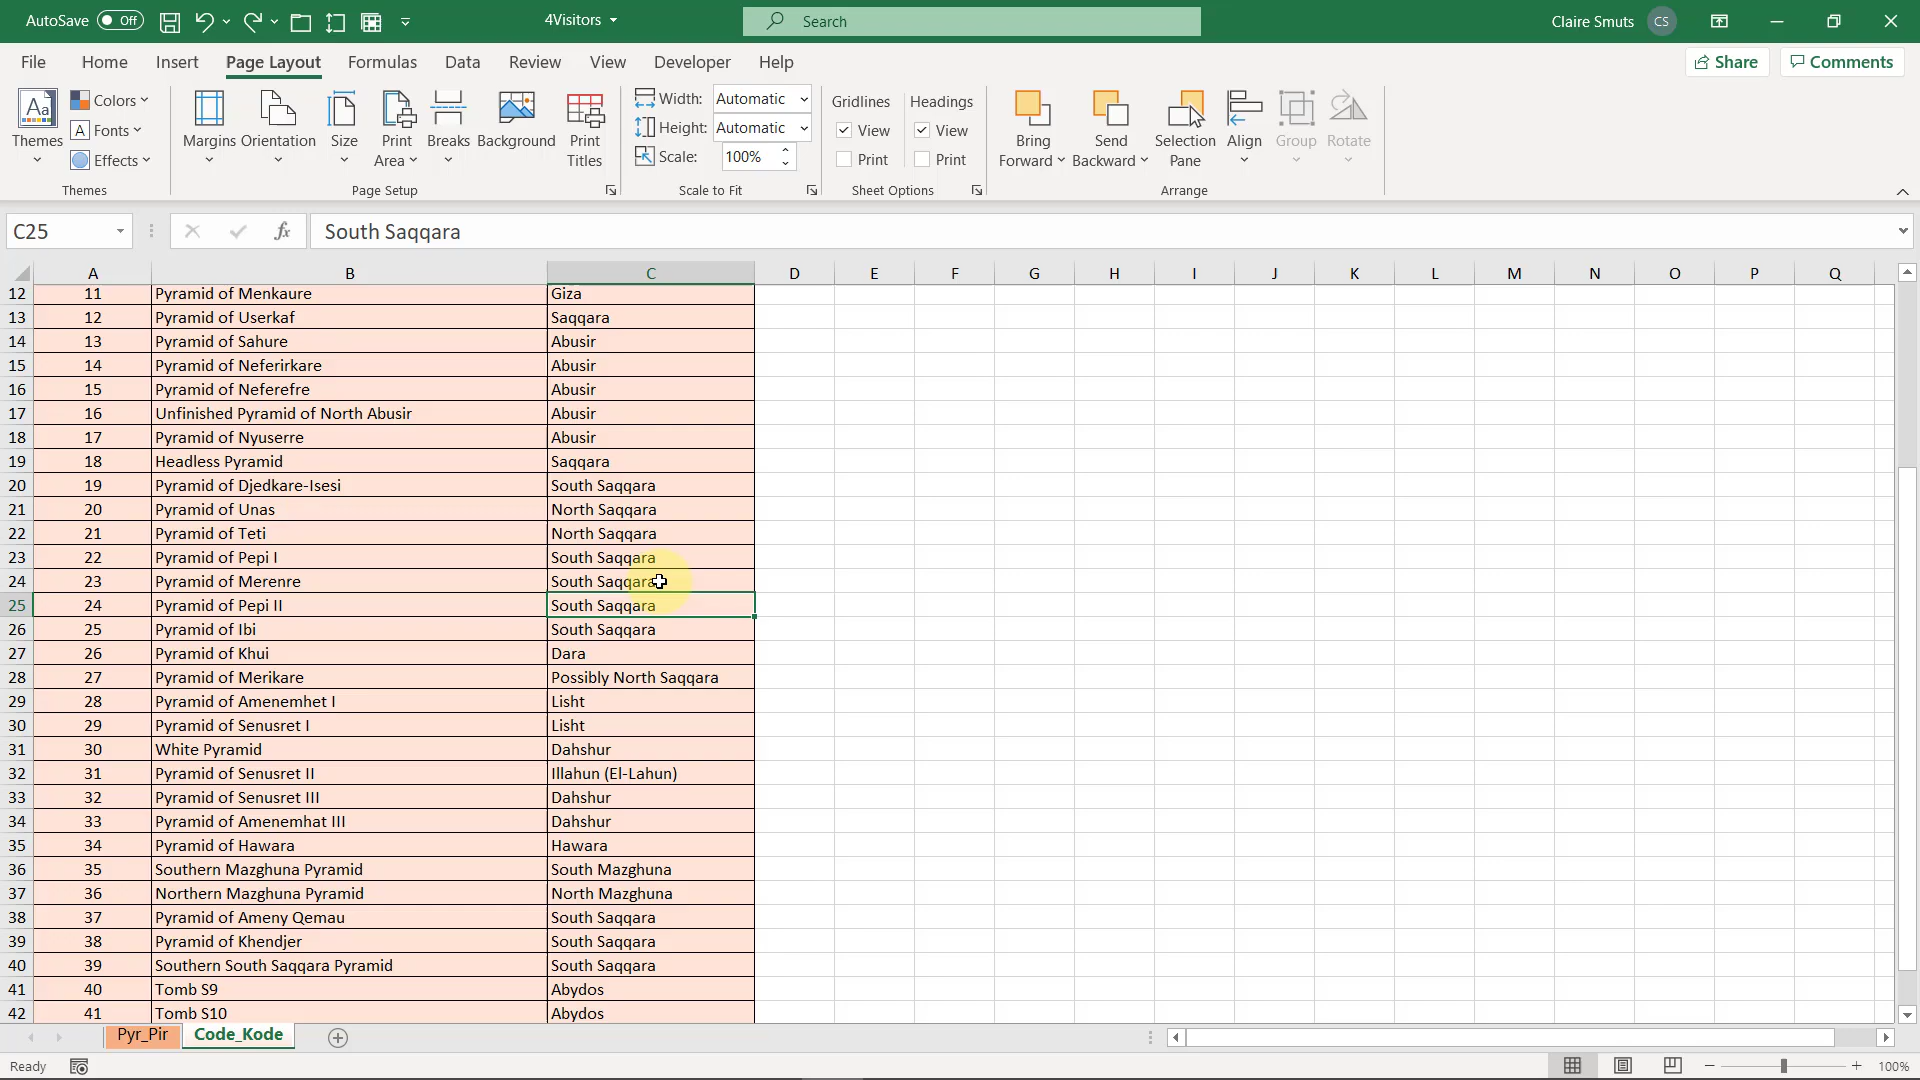 AutoSave Off 4Visitors Search Claire Smuts CS
File Home Insert Page Layout Formulas Data Review View Developer Help Share Comments
Themes Colors Fonts Effects Themes
Margins Orientation Size Print Area Breaks Background Print Titles Page Setup
Width: Automatic
Height: Automatic
Scale: 100%
Scale to Fit
Gridlines Headings
View View
Print Print
Sheet Options
Bring Forward Send Backward Selection Pane Align Group Rotate
Arrange
C25 fx South Saqqara
A B C D E F G H I J K L M N O P Q
12 11 Pyramid of Menkaure Giza
13 12 Pyramid of Userkaf Saqqara
14 13 Pyramid of Sahure Abusir
15 14 Pyramid of Neferirkare Abusir
16 15 Pyramid of Neferefre Abusir
17 16 Unfinished Pyramid of North Abusir Abusir
18 17 Pyramid of Nyuserre Abusir
19 18 Headless Pyramid Saqqara
20 19 Pyramid of Djedkare-Isesi South Saqqara
21 20 Pyramid of Unas North Saqqara
22 21 Pyramid of Teti North Saqqara
23 22 Pyramid of Pepi I South Saqqara
24 23 Pyramid of Merenre South Saqqara
25 24 Pyramid of Pepi II South Saqqara
26 25 Pyramid of Ibi South Saqqara
27 26 Pyramid of Khui Dara
28 27 Pyramid of Merikare Possibly North Saqqara
29 28 Pyramid of Amenemhet I Lisht
30 29 Pyramid of Senusret I Lisht
31 30 White Pyramid Dahshur
32 31 Pyramid of Senusret II Illahun (El-Lahun)
33 32 Pyramid of Senusret III Dahshur
34 33 Pyramid of Amenemhat III Dahshur
35 34 Pyramid of Hawara Hawara
36 35 Southern Mazghuna Pyramid South Mazghuna
37 36 Northern Mazghuna Pyramid North Mazghuna
38 37 Pyramid of Ameny Qemau South Saqqara
39 38 Pyramid of Khendjer South Saqqara
40 39 Southern South Saqqara Pyramid South Saqqara
41 40 Tomb S9 Abydos
42 41 Tomb S10 Abydos
Pyr_Pir Code_Kode
Ready 100%